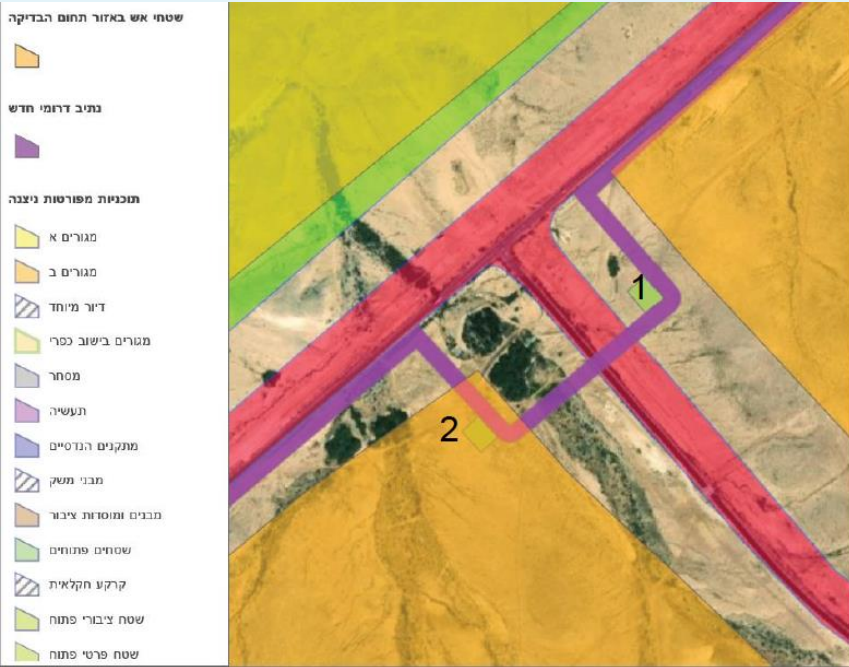 שטחי אש באזור תחום הבדיקה
נתיב דרומי חדש
תוכניות מפורטות ניצנה
מגורים א
מגורים ב
דיור מיוחד
מגורים בישוב כפרי
מסחר
תעשיה
מתקנים הנדסיים
מבני משק
מבנים ומוסדות ציבור
שטחים פתוחים
קרקע חקלאית
שטח ציבורי פתוח
שטח פרטי פתוח
1
2